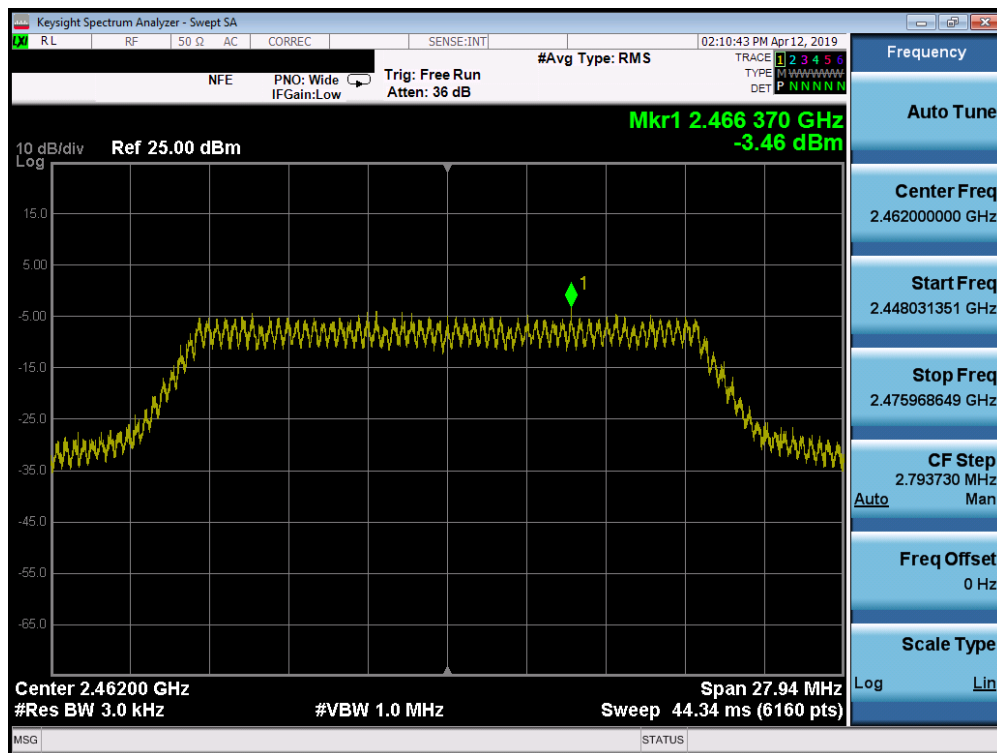 Keysight Spectrum Analyzer - Swept SA
LXI RL RF 50 Ω AC CORREC SENSE:INT 02:10:43 PM Apr 12, 2019
NFE PNO: Wide Trig: Free Run #Avg Type: RMS TRACE 1 2 3 4 5 6
IFGain:Low Atten: 36 dB TYPE M WWWWW
DET P N N N N N
Mkr1 2.466 370 GHz
-3.46 dBm
10 dB/div Ref 25.00 dBm
Log
15.0
5.00
1
-5.00
-15.0
-25.0
-35.0
-45.0
-55.0
-65.0
Center 2.46200 GHz Span 27.94 MHz
#Res BW 3.0 kHz #VBW 1.0 MHz Sweep 44.34 ms (6160 pts)
MSG STATUS
Frequency
Auto Tune
Center Freq
2.462000000 GHz
Start Freq
2.448031351 GHz
Stop Freq
2.475968649 GHz
CF Step
2.793730 MHz
Auto Man
Freq Offset
0 Hz
Scale Type
Log Lin